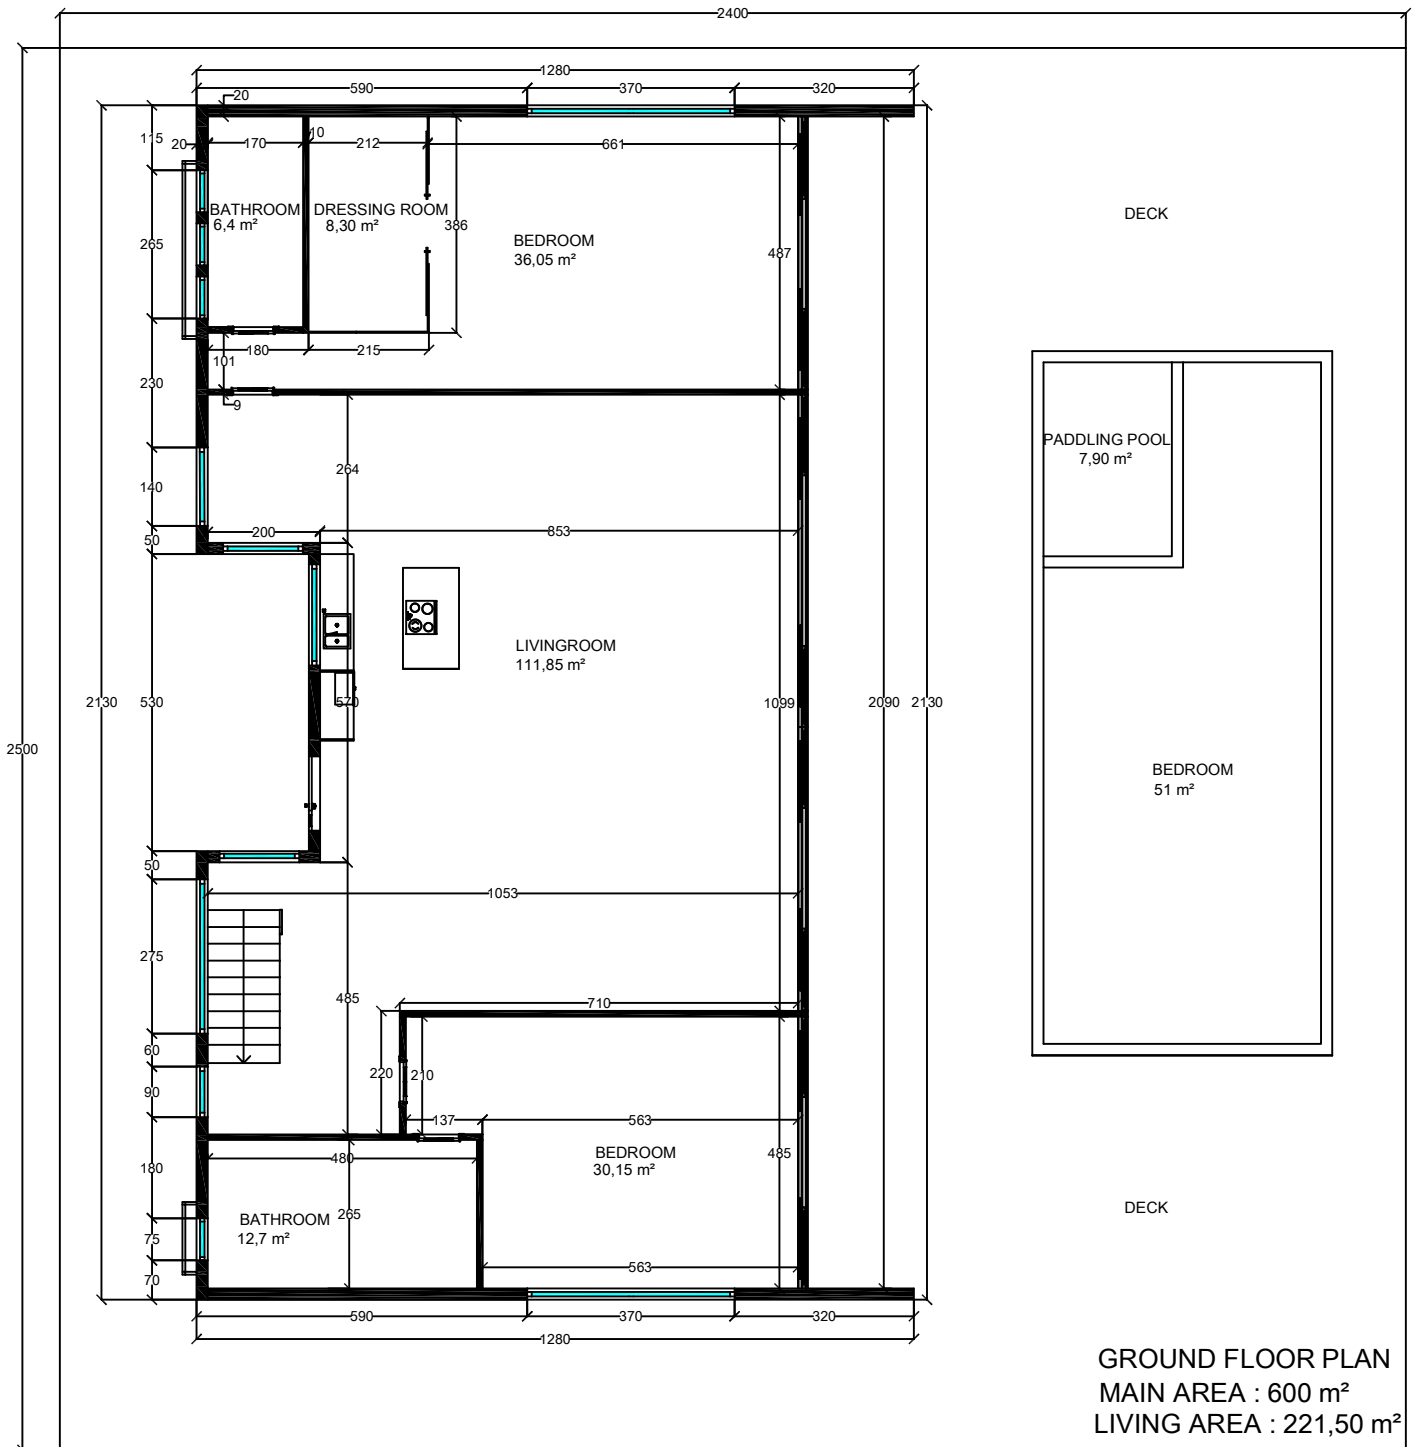 2400
1280
590
370
320
20
115
20
170
10
212
661
BATHROOM
6,4 m²
DRESSING ROOM
8,30 m²
386
DECK
265
BEDROOM
36,05 m²
487
180
215
101
230
9
PADDLING POOL
7,90 m²
264
140
200
853
50
LIVINGROOM
111,85 m²
2130
530
570
1099
2090
2130
2500
BEDROOM
51 m²
50
1053
275
485
710
60
220
210
90
137
563
480
BEDROOM
30,15 m²
485
180
DECK
265
BATHROOM
12,7 m²
75
563
70
590
370
320
1280
GROUND FLOOR PLAN
MAIN AREA : 600 m²
LIVING AREA : 221,50 m²